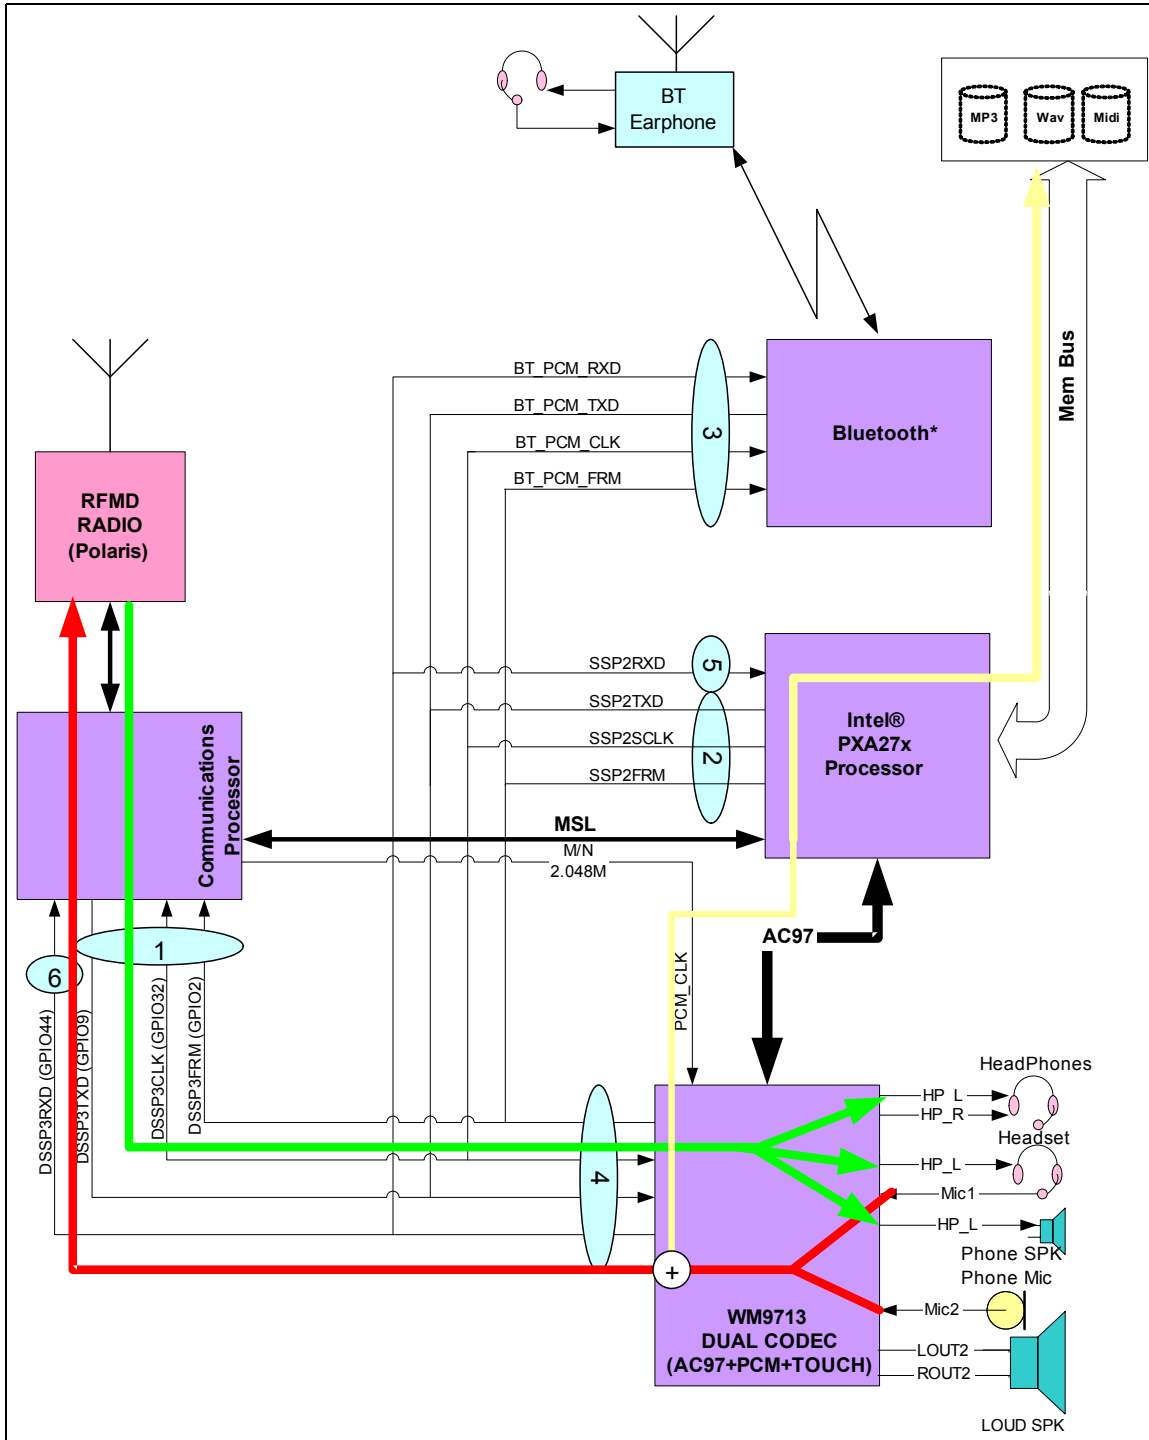 BT
Earphone
MP3
Wav
Midi
Mem Bus
BT_PCM_RXD
BT_PCM_TXD
BT_PCM_CLK
BT_PCM_FRM
3
Bluetooth*
RFMD
RADIO
(Polaris)
SSP2RXD
SSP2TXD
SSP2SCLK
SSP2FRM
5
2
Intel®
PXA27x
Processor
Communications
Processor
MSL
M/N
2.048M
AC97
PCM_CLK
1
6
DSSP3RXD (GPIO44)
DSSP3TXD (GPIO9)
DSSP3CLK (GPIO32)
DSSP3FRM (GPIO2)
4
+
WM9713
DUAL CODEC
(AC97+PCM+TOUCH)
HeadPhones
HP_L
HP_R
Headset
HP_L
Mic1
HP_L
Phone SPK
Phone Mic
Mic2
LOUT2
ROUT2
LOUD SPK